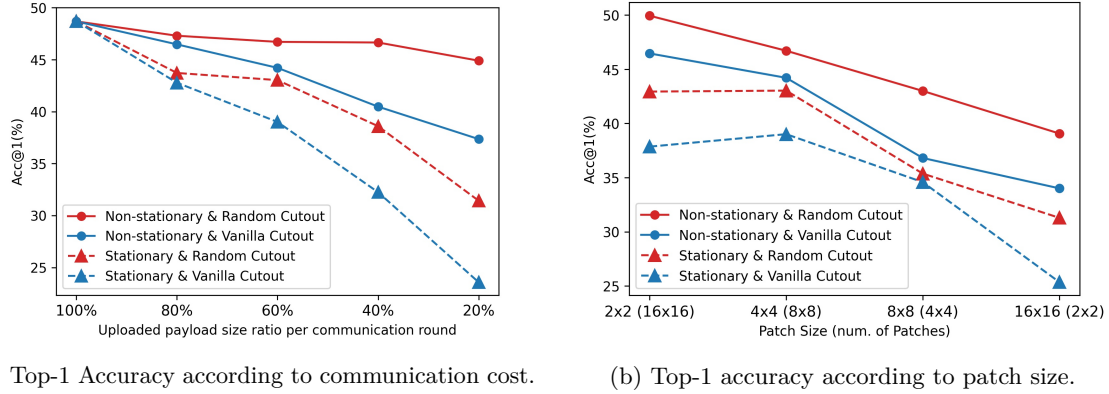 50
45
40
35
30
25
Acc@1(%)
Non-stationary & Random Cutout
Non-stationary & Vanilla Cutout
Stationary & Random Cutout
Stationary & Vanilla Cutout
100% 80% 60% 40% 20%
Uploaded payload size ratio per communication round
Top-1 Accuracy according to communication cost.
50
45
40
35
30
25
Acc@1(%)
Non-stationary & Random Cutout
Non-stationary & Vanilla Cutout
Stationary & Random Cutout
Stationary & Vanilla Cutout
2x2 (16x16) 4x4 (8x8) 8x8 (4x4) 16x16 (2x2)
Patch Size (num. of Patches)
(b) Top-1 accuracy according to patch size.